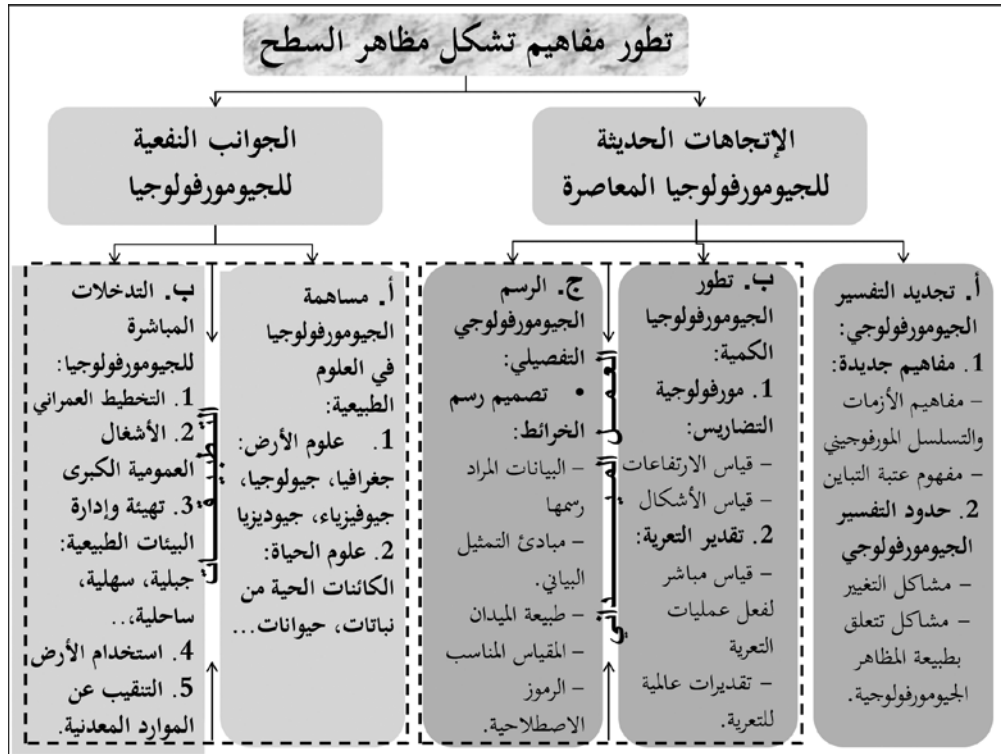 تطور مفاهيم تشكل مظاهر السطح
الإتجاهات الحديثة
للجيومورفولوجيا المعاصرة
الجوانب النفعية
للجيومورفولوجيا
أ. تجديد التفسير
الجيومورفولوجي:
1. مفاهيم جديدة:
– مفاهيم الأزمات
والتسلسل المورفوجيني
– مفهوم عتبة التباين
2. حدود التفسير
الجيومورفولوجي
– مشاكل التغيير
– مشاكل تتعلق
بطبيعة المظاهر
الجيومورفولوجية.
ب. تطور
الجيومورفولوجيا
الكمية:
1. مورفولوجية
التضاريس:
– قياس الارتفاعات
– قياس الأشكال
2. تقدير التعرية:
– قياس مباشر
لفعل عمليات
التعرية
– تقديرات عالمية
للتعرية.
ج. الرسم
الجيومورفولوجي
التفصيلي:
• تصميم رسم
الخرائط:
– البيانات المراد
رسمها
– مبادئ التمثيل
البياني.
– طبيعة الميدان
– المقياس المناسب
– الرموز
الاصطلاحية.
أ. مساهمة
الجيومورفولوجيا
في العلوم
الطبيعية:
1. علوم الأرض:
جغرافيا، جيولوجيا،
جيوفيزياء، جيوديزيا
2. علوم الحياة:
الكائنات الحية من
نباتات، حيوانات...
ب. التدخلات
المباشرة
للجيومورفولوجيا:
1. التخطيط العمراني
2. الأشغال
العمومية الكبرى
3. تهيئة وإدارة
البيئات الطبيعية:
جبلية، سهلية،
ساحلية،..
4. استخدام الأرض
5. التنقيب عن
الموارد المعدنية.